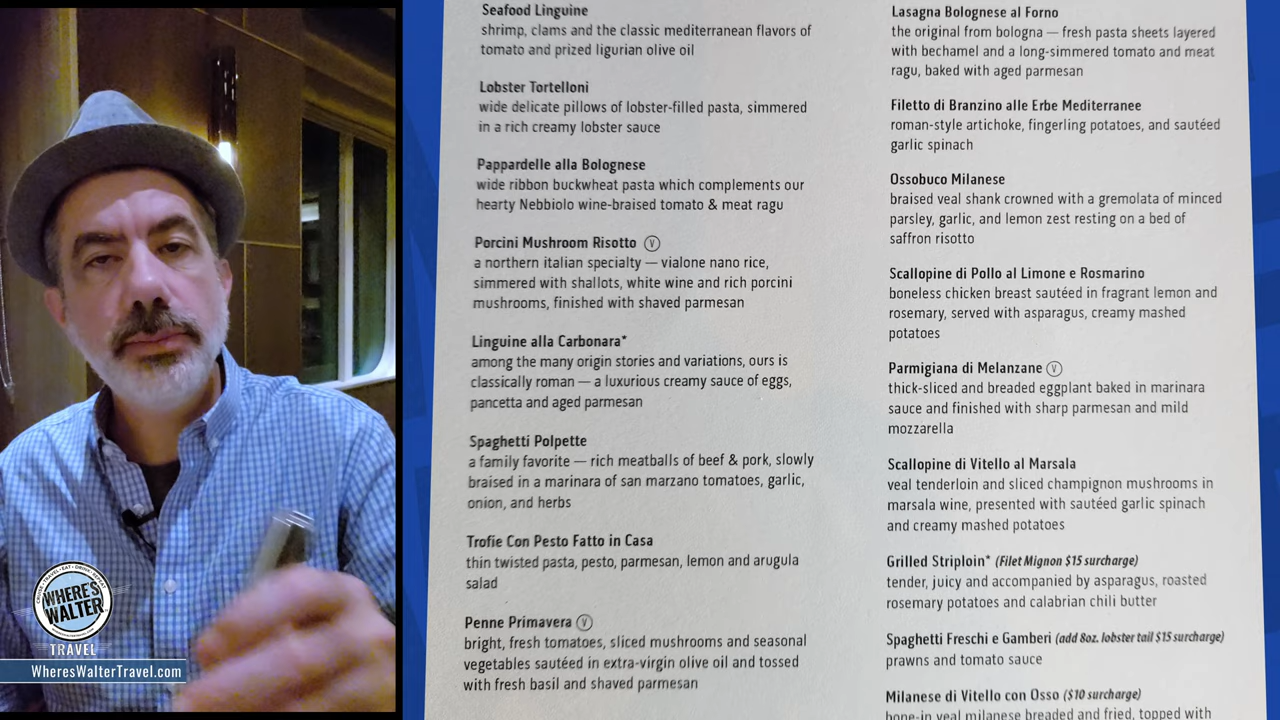 Seafood Linguine
shrimp, clams and the classic mediterranean flavors of
tomato and prized ligurian olive oil
Lobster Tortelloni
wide delicate pillows of lobster-filled pasta, simmered
in a rich creamy lobster sauce
Pappardelle alla Bolognese
wide ribbon buckwheat pasta which complements our
hearty Nebbiolo wine-braised tomato & meat ragu
Porcini Mushroom Risotto V
a northern italian specialty — vialone nano rice,
simmered with shallots, white wine and rich porcini
mushrooms, finished with shaved parmesan
Linguine alla Carbonara*
among the many origin stories and variations, ours is
classically roman — a luxurious creamy sauce of eggs,
pancetta and aged parmesan
Spaghetti Polpette
a family favorite — rich meatballs of beef & pork, slowly
braised in a marinara of san marzano tomatoes, garlic,
onion, and herbs
Trofie Con Pesto Fatto in Casa
thin twisted pasta, pesto, parmesan, lemon and arugula
salad
Penne Primavera V
bright, fresh tomatoes, sliced mushrooms and seasonal
vegetables sautéed in extra-virgin olive oil and tossed
with fresh basil and shaved parmesan
Lasagna Bolognese al Forno
the original from bologna — fresh pasta sheets layered
with bechamel and a long-simmered tomato and meat
ragu, baked with aged parmesan
Filetto di Branzino alle Erbe Mediterranee
roman-style artichoke, fingerling potatoes, and sautéed
garlic spinach
Ossobuco Milanese
braised veal shank crowned with a gremolata of minced
parsley, garlic, and lemon zest resting on a bed of
saffron risotto
Scallopine di Pollo al Limone e Rosmarino
boneless chicken breast sautéed in fragrant lemon and
rosemary, served with asparagus, creamy mashed
potatoes
Parmigiana di Melanzane V
thick-sliced and breaded eggplant baked in marinara
sauce and finished with sharp parmesan and mild
mozzarella
Scallopine di Vitello al Marsala
veal tenderloin and sliced champignon mushrooms in
marsala wine, presented with sautéed garlic spinach
and creamy mashed potatoes
Grilled Striploin* (Filet Mignon $15 surcharge)
tender, juicy and accompanied by asparagus, roasted
rosemary potatoes and calabrian chili butter
Spaghetti Freschi e Gamberi (add 8oz. lobster tail $15 surcharge)
prawns and tomato sauce
Milanese di Vitello con Osso ($10 surcharge)
bone-in veal milanese breaded and fried, topped with
CRUISE • TRAVEL • EAT • DRINK • REPEAT
WHERE'S
WALTER
TRAVEL
WheresWalterTravel.com